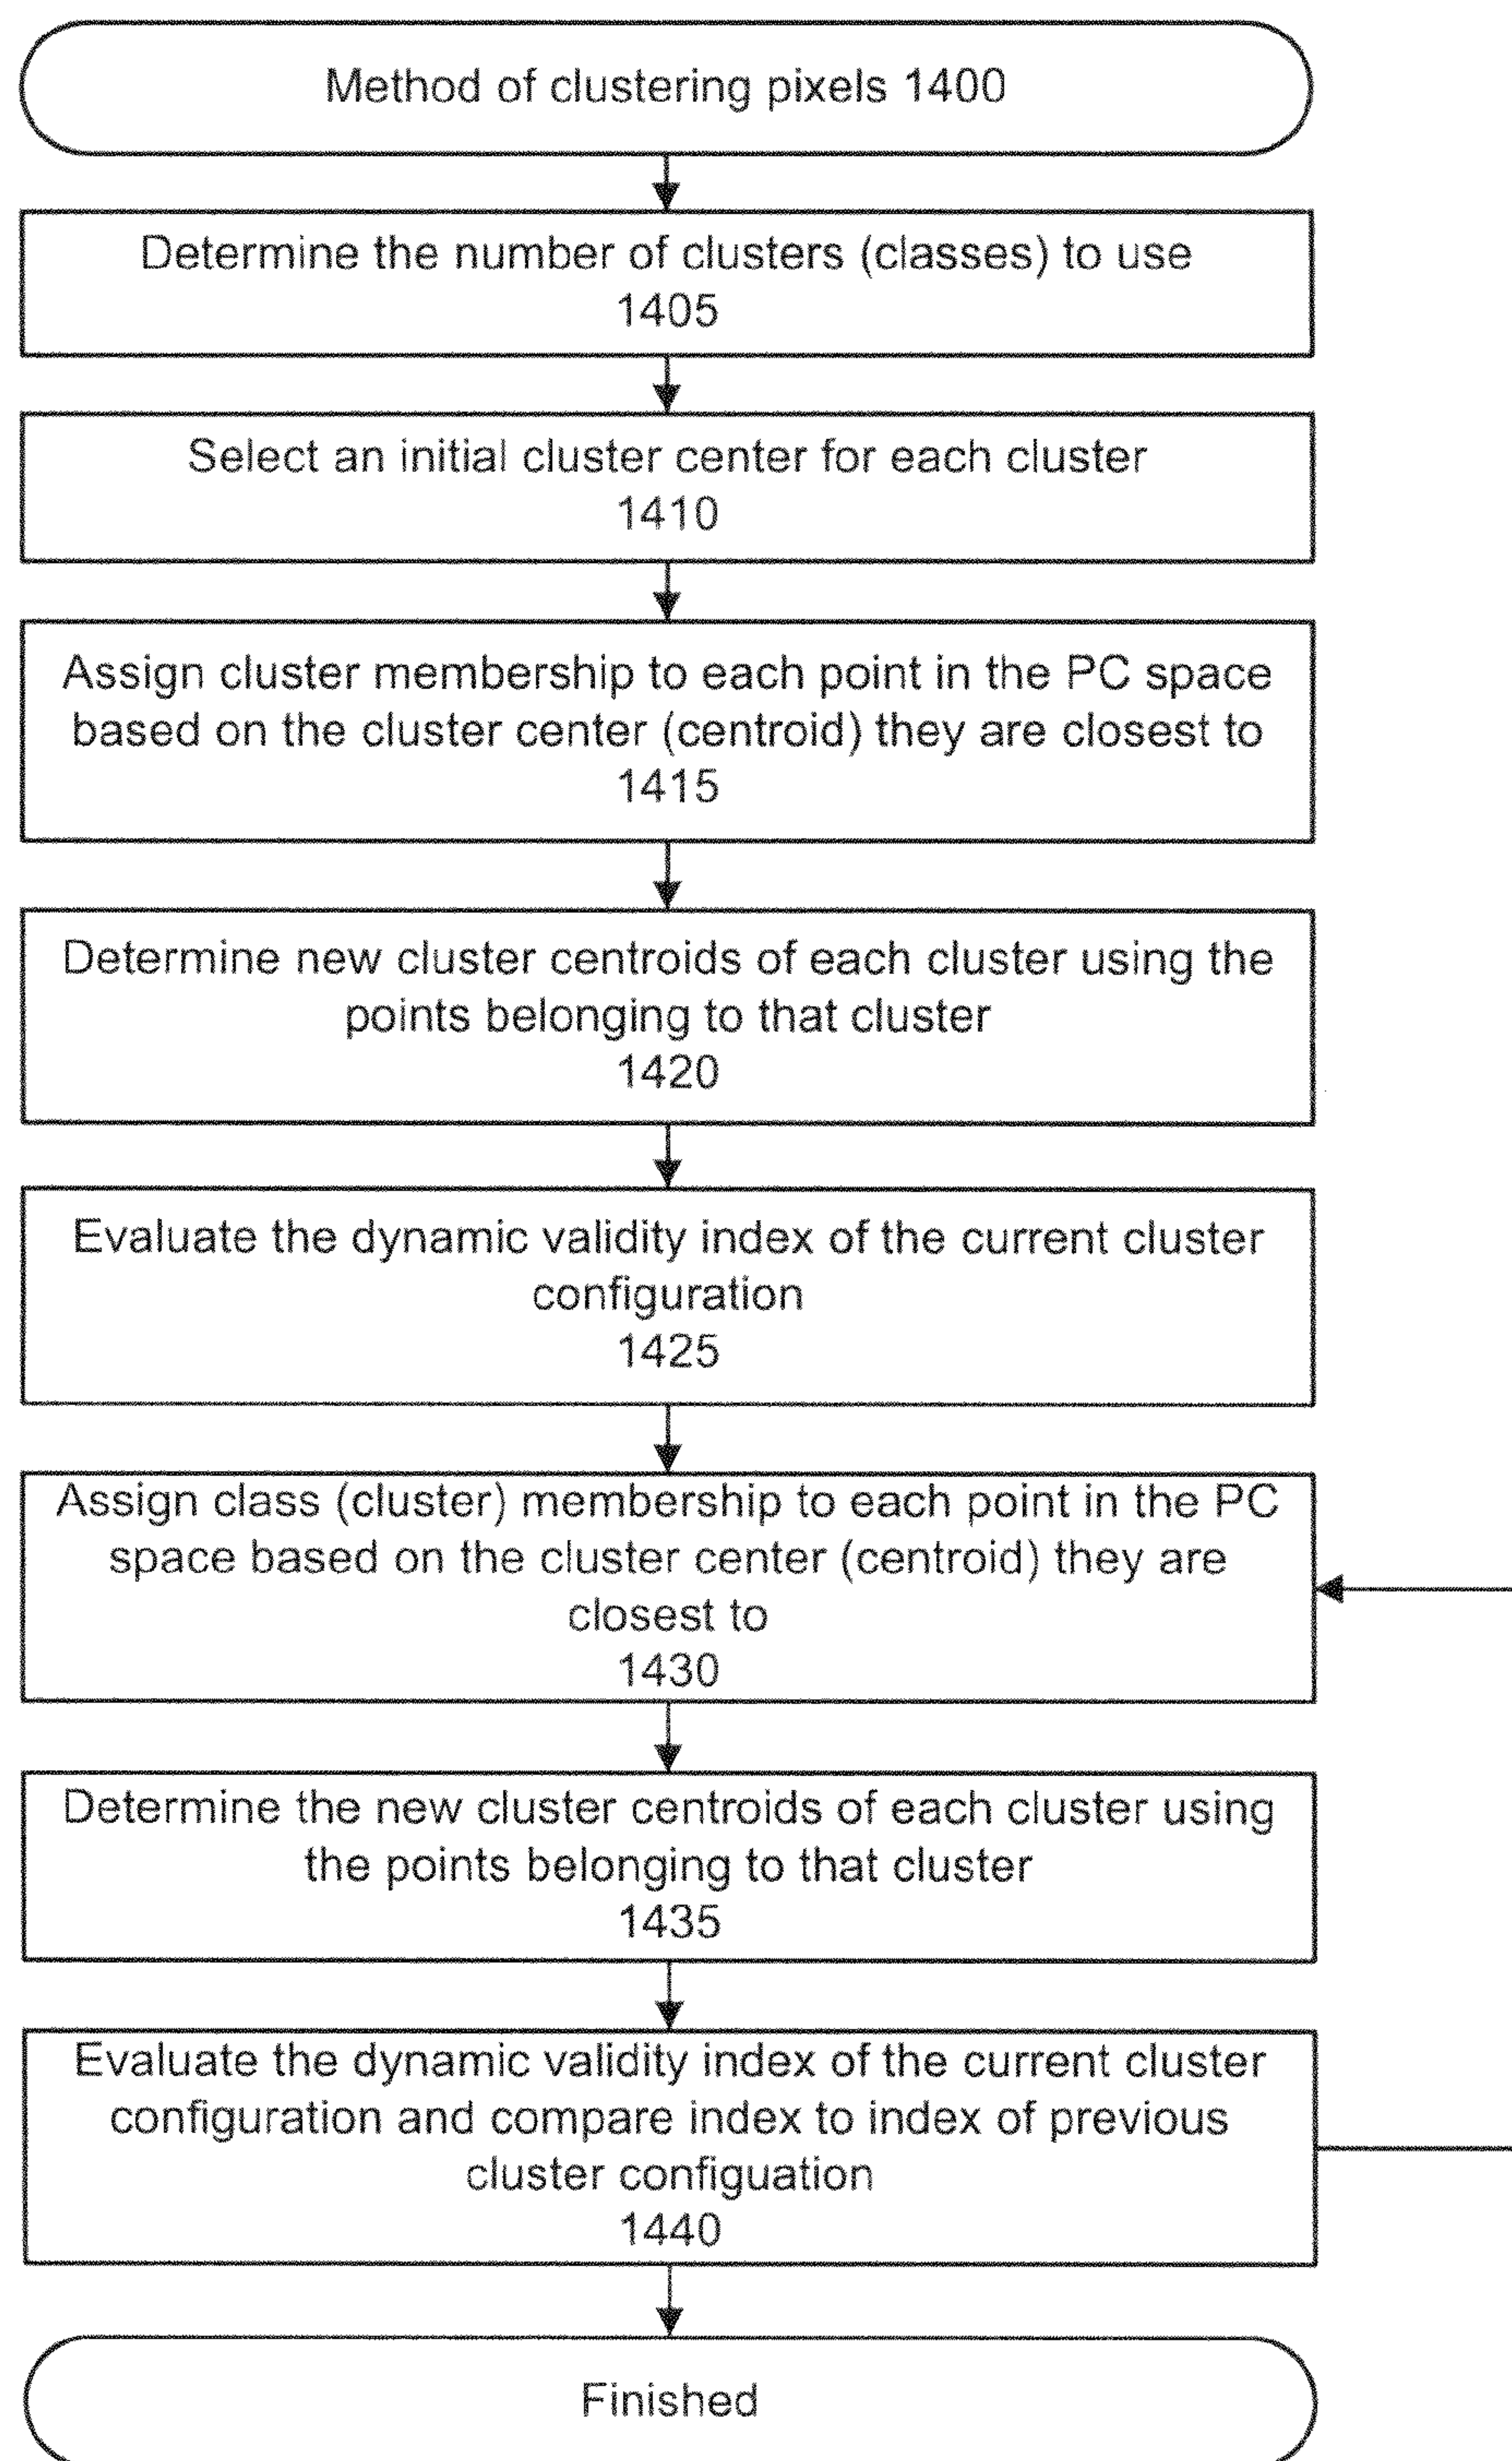 Method of clustering pixels 1400
Determine the number of clusters (classes) to use
1405
Select an initial cluster center for each cluster
1410
Assign cluster membership to each point in the PC space
based on the cluster center (centroid) they are closest to
1415
Determine new cluster centroids of each cluster using the
points belonging to that cluster
1420
Evaluate the dynamic validity index of the current cluster
configuration
1425
Assign class (cluster) membership to each point in the PC
space based on the cluster center (centroid) they are
closest to
1430
Determine the new cluster centroids of each cluster using
the points belonging to that cluster
1435
Evaluate the dynamic validity index of the current cluster
configuration and compare index to index of previous
cluster configuation
1440
Finished